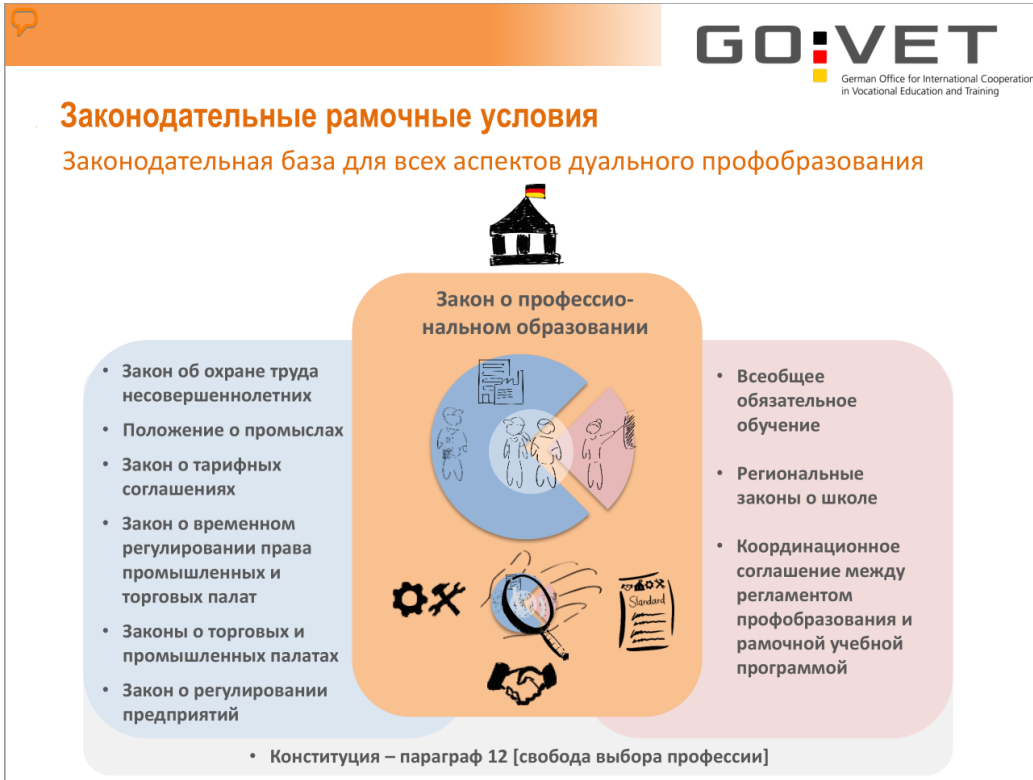 GO:VET
German Office for International Cooperation
in Vocational Education and Training
Законодательные рамочные условия
Законодательная база для всех аспектов дуального профобразования
Закон о профессио-
нальном образовании
• Закон об охране труда
несовершеннолетних
• Положение о промыслах
• Закон о тарифных
соглашениях
• Закон о временном
регулировании права
промышленных и
торговых палат
• Законы о торговых и
промышленных палатах
• Закон о регулировании
предприятий
Standard
• Всеобщее
обязательное
обучение
• Региональные
законы о школе
• Координационное
соглашение между
регламентом
профобразования и
рамочной учебной
программой
• Конституция – параграф 12 [свобода выбора профессии]